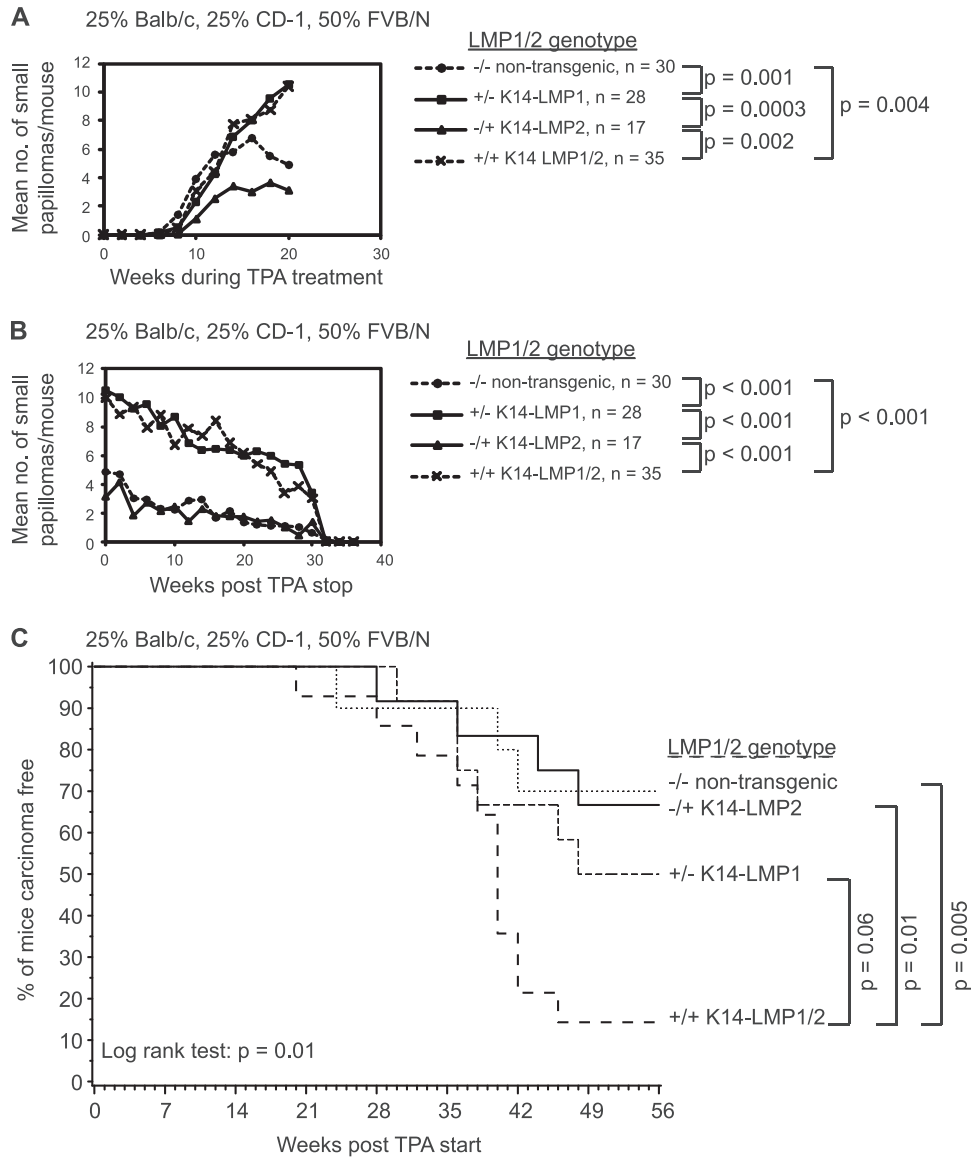 A
25% Balb/c, 25% CD-1, 50% FVB/N
Mean no. of small
papillomas/mouse
12
10
8
6
4
2
0
0 10 20 30
Weeks during TPA treatment
LMP1/2 genotype
-/- non-transgenic, n = 30
+/- K14-LMP1, n = 28
-/+ K14-LMP2, n = 17
+/+ K14 LMP1/2, n = 35
p = 0.001
p = 0.0003
p = 0.002
p = 0.004
B
25% Balb/c, 25% CD-1, 50% FVB/N
Mean no. of small
papillomas/mouse
12
10
8
6
4
2
0
0 10 20 30 40
Weeks post TPA stop
LMP1/2 genotype
-/- non-transgenic, n = 30
+/- K14-LMP1, n = 28
-/+ K14-LMP2, n = 17
+/+ K14-LMP1/2, n = 35
p < 0.001
p < 0.001
p < 0.001
p < 0.001
C
25% Balb/c, 25% CD-1, 50% FVB/N
% of mice carcinoma free
100
90
80
70
60
50
40
30
20
10
0
Log rank test: p = 0.01
0 7 14 21 28 35 42 49 56
Weeks post TPA start
LMP1/2 genotype
-/- non-transgenic
-/+ K14-LMP2
+/- K14-LMP1
+/+ K14-LMP1/2
p = 0.06
p = 0.01
p = 0.005